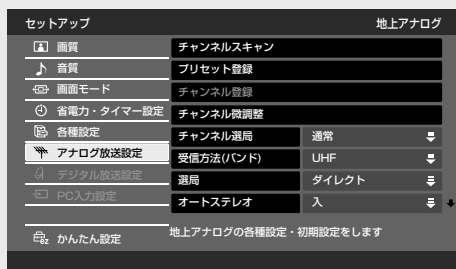 セットアップ 地上アナログ
画質
音質
画面モード
省電力・タイマー設定
各種設定
アナログ放送設定
デジタル放送設定
PC入力設定
かんたん設定
チャンネルスキャン
プリセット登録
チャンネル登録
チャンネル微調整
チャンネル選局 通常
受信方法(バンド) UHF
選局 ダイレクト
オートステレオ 入
地上アナログの各種設定・初期設定をします